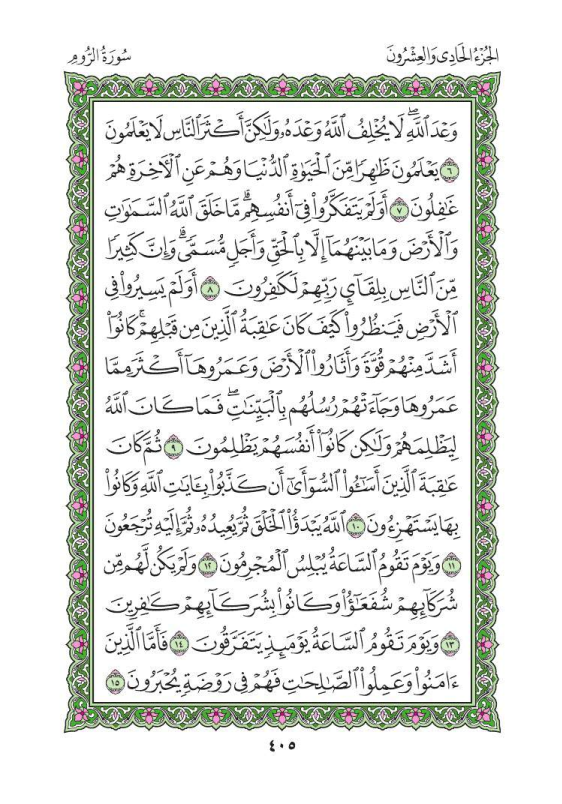 الجُزْءُ الحَادِى وَالعِشْرُونَ
سُورَةُ الرُّومِ
وَعْدَ ٱللَّهِۖ لَا يُخْلِفُ ٱللَّهُ وَعْدَهُۥ وَلَٰكِنَّ أَكْثَرَ ٱلنَّاسِ لَا يَعْلَمُونَ
٦ يَعْلَمُونَ ظَٰهِرًا مِّنَ ٱلْحَيَوٰةِ ٱلدُّنْيَا وَهُمْ عَنِ ٱلْأَخِرَةِ هُمْ
غَٰفِلُونَ ٧ أَوَلَمْ يَتَفَكَّرُوا۟ فِىٓ أَنفُسِهِمۗ مَّا خَلَقَ ٱللَّهُ ٱلسَّمَٰوَٰتِ
وَٱلْأَرْضَ وَمَا بَيْنَهُمَآ إِلَّا بِٱلْحَقِّ وَأَجَلٍ مُّسَمًّىۗ وَإِنَّ كَثِيرًا
مِّنَ ٱلنَّاسِ بِلِقَآئِ رَبِّهِمْ لَكَٰفِرُونَ ٨ أَوَلَمْ يَسِيرُوا۟ فِى
ٱلْأَرْضِ فَيَنظُرُوا۟ كَيْفَ كَانَ عَٰقِبَةُ ٱلَّذِينَ مِن قَبْلِهِمْۚ كَانُوٓا۟
أَشَدَّ مِنْهُمْ قُوَّةً وَأَثَارُوا۟ ٱلْأَرْضَ وَعَمَرُوهَآ أَكْثَرَ مِمَّا
عَمَرُوهَا وَجَآءَتْهُمْ رُسُلُهُم بِٱلْبَيِّنَٰتِۖ فَمَا كَانَ ٱللَّهُ
لِيَظْلِمَهُمْ وَلَٰكِن كَانُوٓا۟ أَنفُسَهُمْ يَظْلِمُونَ ٩ ثُمَّ كَانَ
عَٰقِبَةَ ٱلَّذِينَ أَسَٰٓـُٔوا۟ ٱلسُّوٓأَىٰٓ أَن كَذَّبُوا۟ بِـَٔايَٰتِ ٱللَّهِ وَكَانُوا۟
بِهَا يَسْتَهْزِءُونَ ١٠ ٱللَّهُ يَبْدَؤُا۟ ٱلْخَلْقَ ثُمَّ يُعِيدُهُۥ ثُمَّ إِلَيْهِ تُرْجَعُونَ
١١ وَيَوْمَ تَقُومُ ٱلسَّاعَةُ يُبْلِسُ ٱلْمُجْرِمُونَ ١٢ وَلَمْ يَكُن لَّهُم مِّن
شُرَكَآئِهِمْ شُفَعَٰٓؤُا۟ وَكَانُوا۟ بِشُرَكَآئِهِمْ كَٰفِرِينَ
١٣ وَيَوْمَ تَقُومُ ٱلسَّاعَةُ يَوْمَئِذٍ يَتَفَرَّقُونَ ١٤ فَأَمَّا ٱلَّذِينَ
ءَامَنُوا۟ وَعَمِلُوا۟ ٱلصَّٰلِحَٰتِ فَهُمْ فِى رَوْضَةٍ يُحْبَرُونَ ١٥
٤٠٥